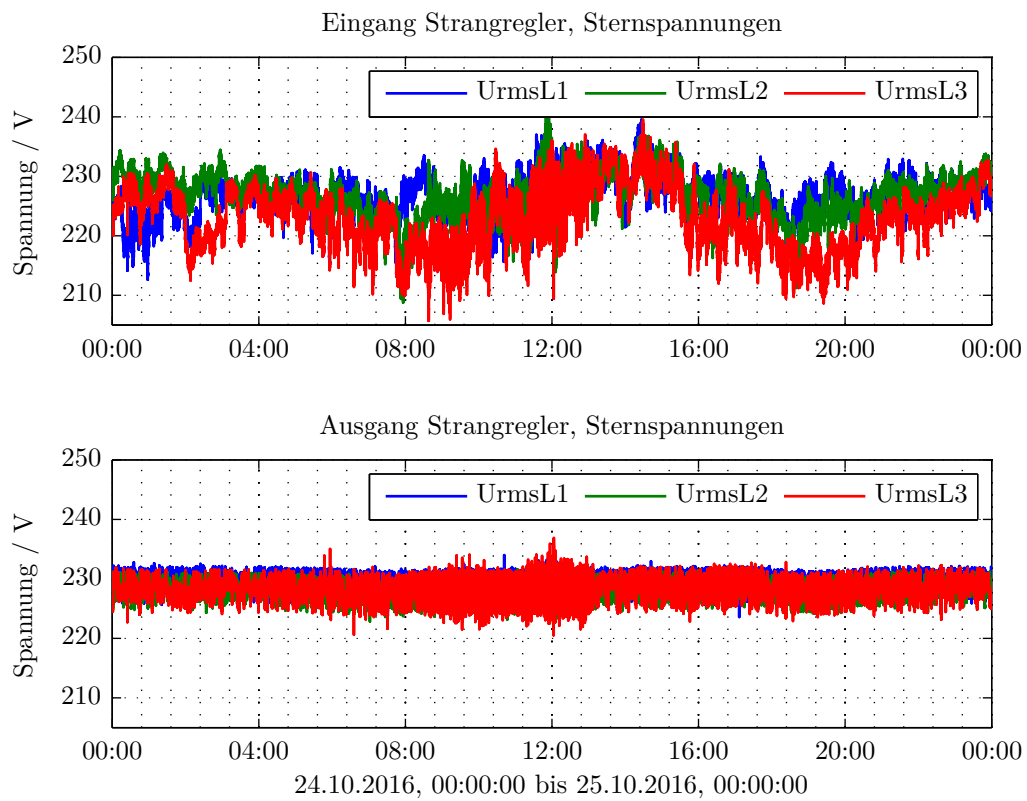 Eingang Strangregler, Sternspannungen
250
240
230
220
210
Spannung / V
UrmsL1 UrmsL2 UrmsL3
00:00 04:00 08:00 12:00 16:00 20:00 00:00
Ausgang Strangregler, Sternspannungen
250
240
230
220
210
Spannung / V
UrmsL1 UrmsL2 UrmsL3
00:00 04:00 08:00 12:00 16:00 20:00 00:00
24.10.2016, 00:00:00 bis 25.10.2016, 00:00:00